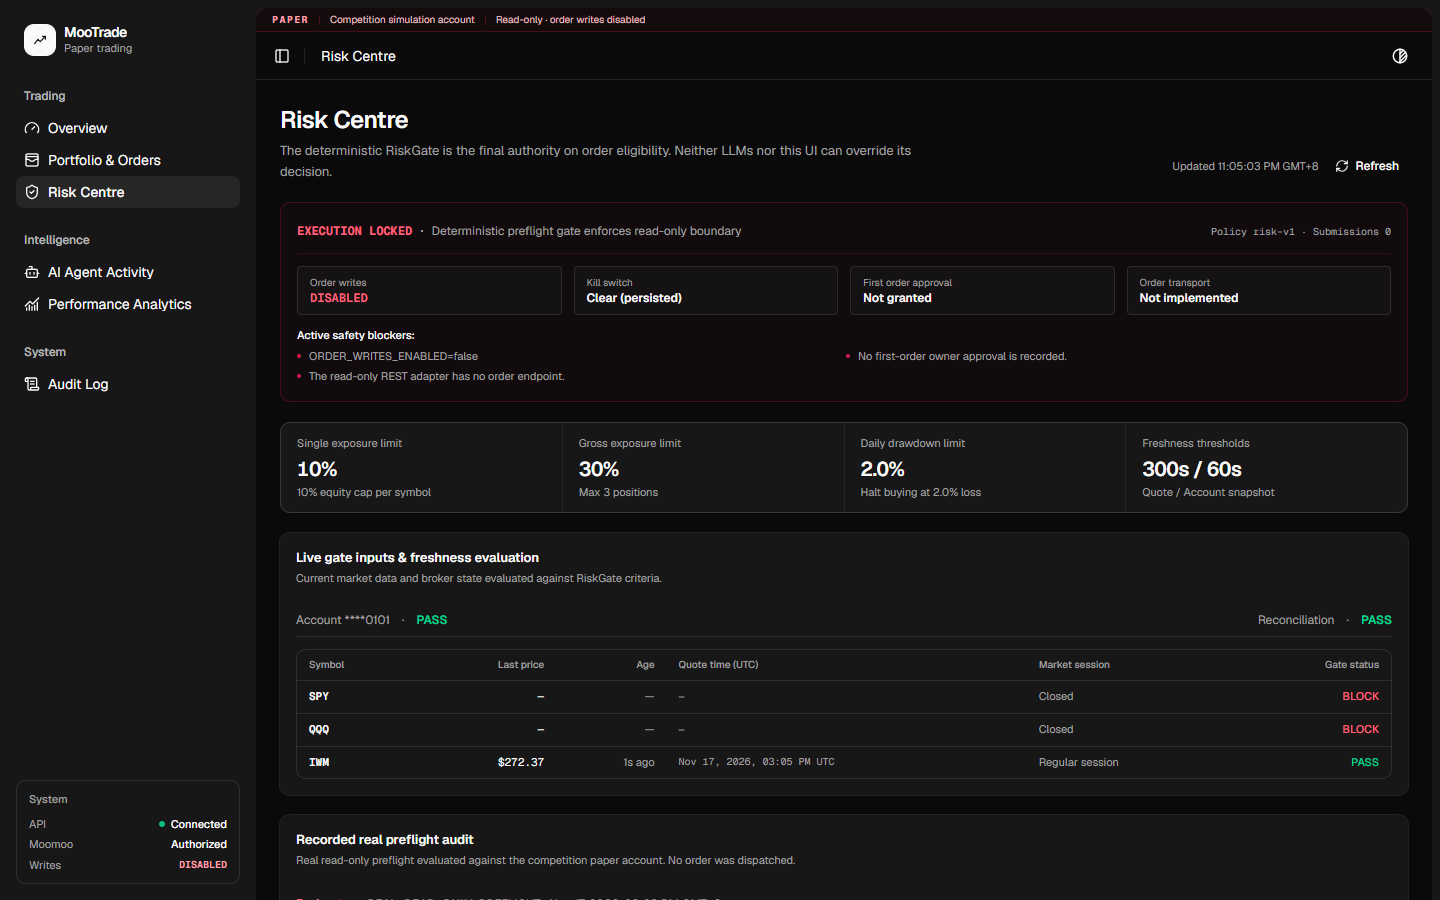 MooTrade
Paper trading
Trading
Overview
Portfolio & Orders
Risk Centre
Intelligence
AI Agent Activity
Performance Analytics
System
Audit Log
System
API Connected
Moomoo Authorized
Writes DISABLED
PAPER Competition simulation account Read-only · order writes disabled
Risk Centre
Risk Centre
The deterministic RiskGate is the final authority on order eligibility. Neither LLMs nor this UI can override its
decision.
Updated 11:05:03 PM GMT+8 Refresh
EXECUTION LOCKED · Deterministic preflight gate enforces read-only boundary
Policy risk-v1 · Submissions 0
Order writes
DISABLED
Kill switch
Clear (persisted)
First order approval
Not granted
Order transport
Not implemented
Active safety blockers:
ORDER_WRITES_ENABLED=false
No first-order owner approval is recorded.
The read-only REST adapter has no order endpoint.
Single exposure limit
10%
10% equity cap per symbol
Gross exposure limit
30%
Max 3 positions
Daily drawdown limit
2.0%
Halt buying at 2.0% loss
Freshness thresholds
300s / 60s
Quote / Account snapshot
Live gate inputs & freshness evaluation
Current market data and broker state evaluated against RiskGate criteria.
Account ****0101 · PASS
Reconciliation · PASS
Symbol Last price Age Quote time (UTC) Market session Gate status
SPY – — – Closed BLOCK
QQQ – — – Closed BLOCK
IWM $272.37 1s ago Nov 17, 2026, 03:05 PM UTC Regular session PASS
Recorded real preflight audit
Real read-only preflight evaluated against the competition paper account. No order was dispatched.